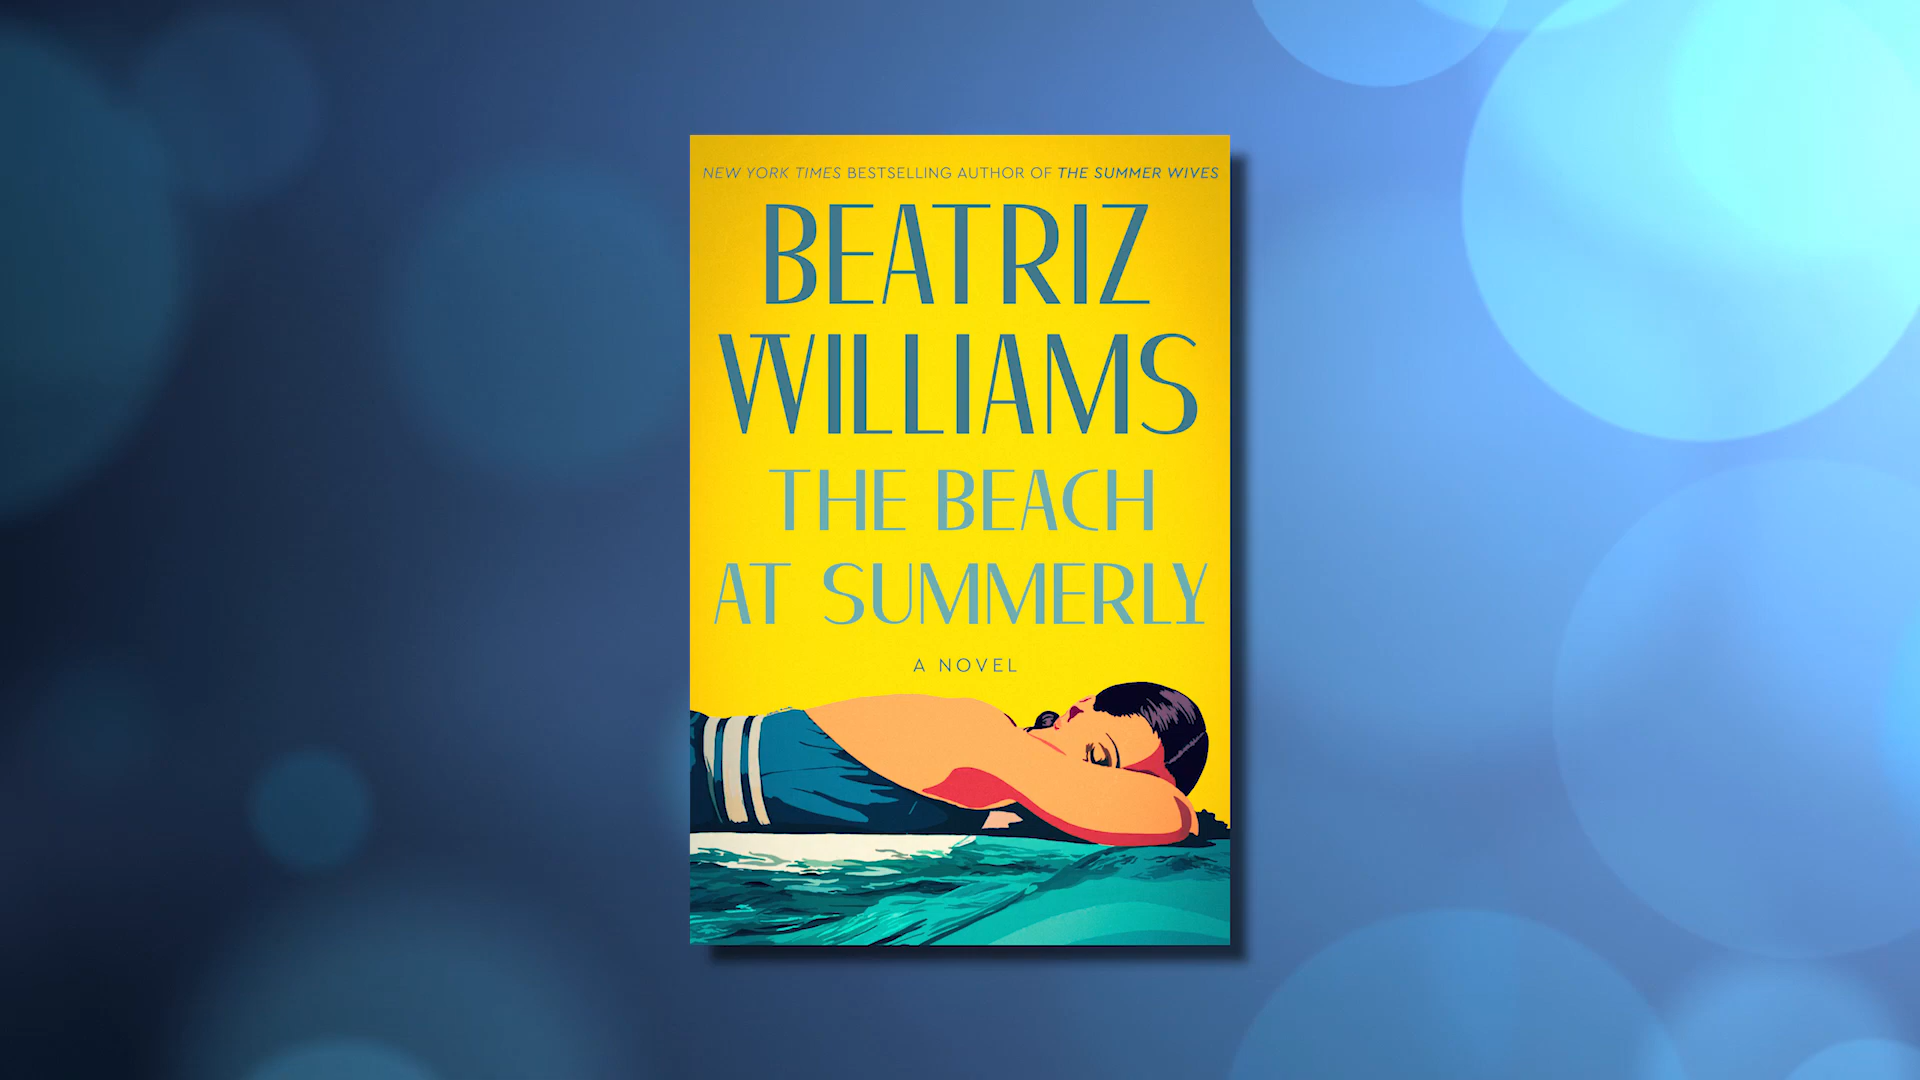 NEW YORK TIMES BESTSELLING AUTHOR OF THE SUMMER WIVES
BEATRIZ
WILLIAMS
THE BEACH
AT SUMMERLY
A NOVEL